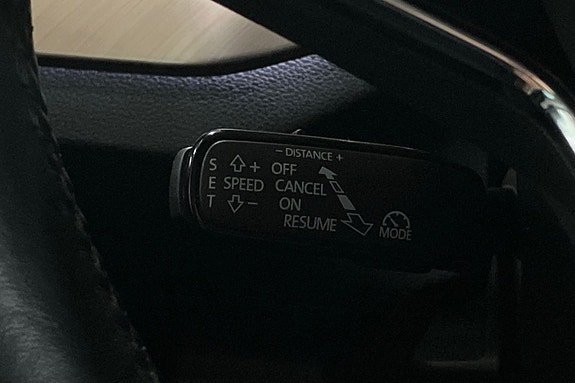 - DISTANCE +
S + OFF
E SPEED CANCEL
T - ON
RESUME
MODE